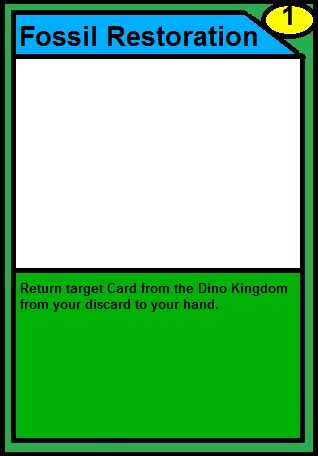 Fossil Restoration
1
Return target Card from the Dino Kingdom
from your discard to your hand.